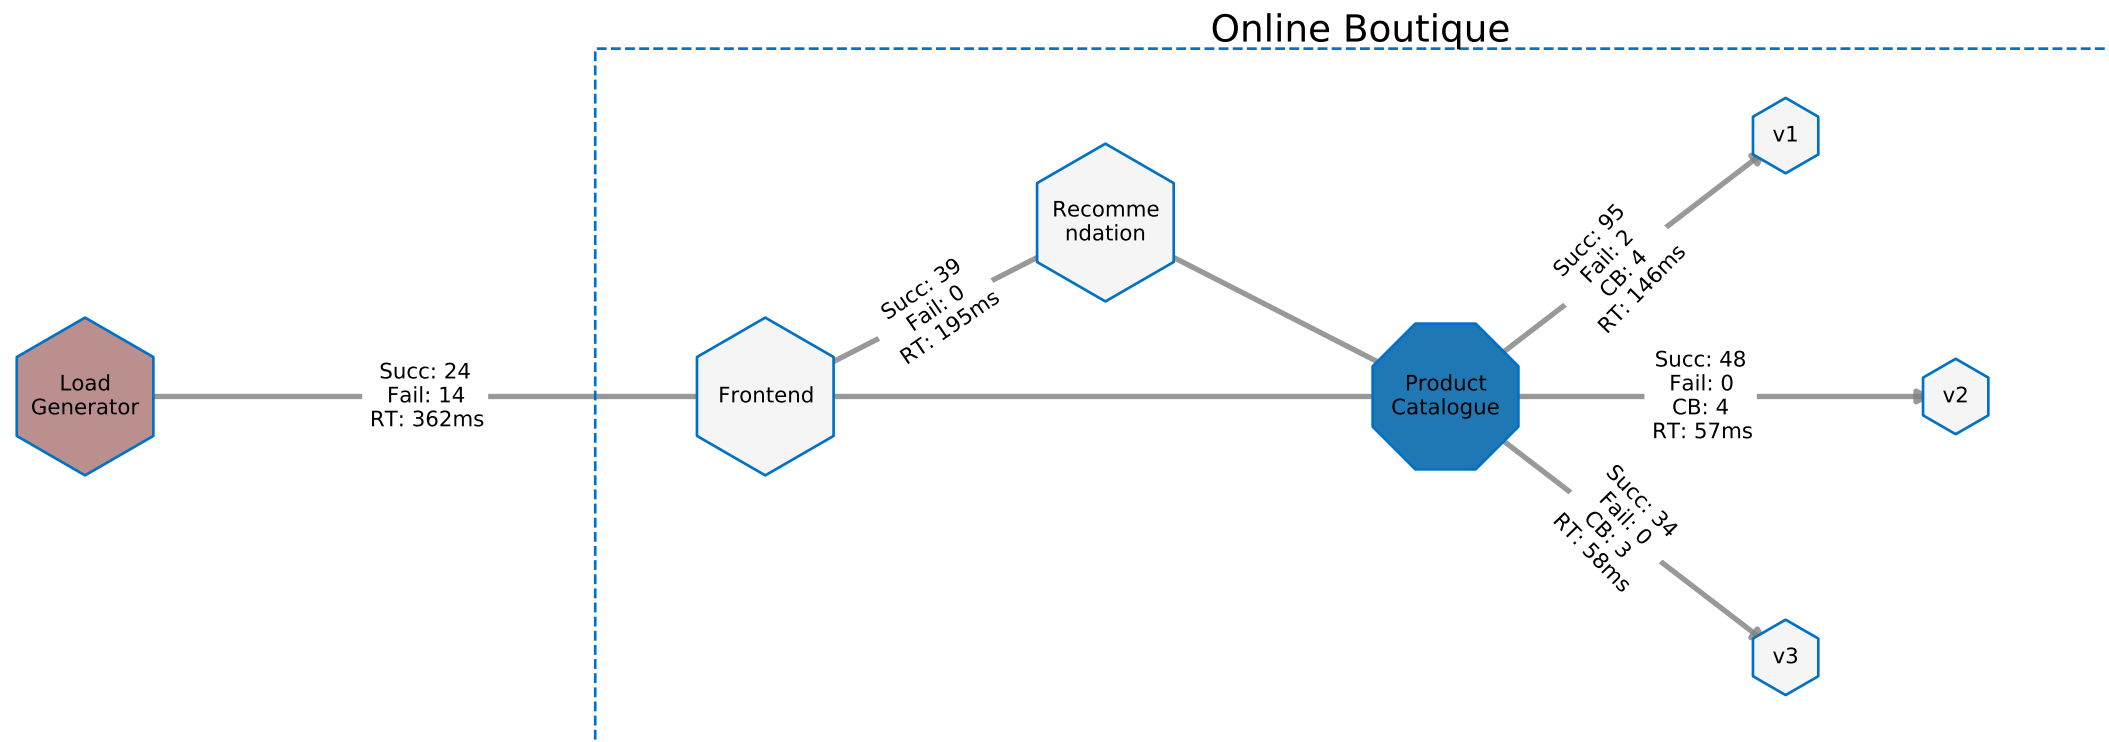 Online Boutique
Load
Generator
Succ: 24
Fail: 14
RT: 362ms
Frontend
Succ: 39
Fail: 0
RT: 195ms
Recomme
ndation
Product
Catalogue
Succ: 95
Fail: 2
CB: 4
RT: 146ms
v1
Succ: 48
Fail: 0
CB: 4
RT: 57ms
v2
Succ: 34
Fail: 0
CB: 3
RT: 58ms
v3